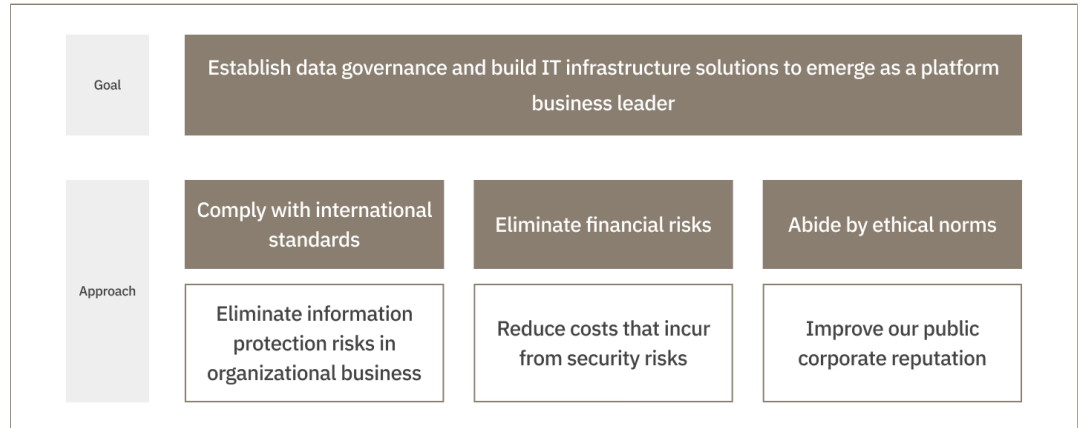 Goal
Establish data governance and build IT infrastructure solutions to emerge as a platform
business leader
Approach
Comply with international
standards
Eliminate financial risks
Abide by ethical norms
Eliminate information
protection risks in
organizational business
Reduce costs that incur
from security risks
Improve our public
corporate reputation